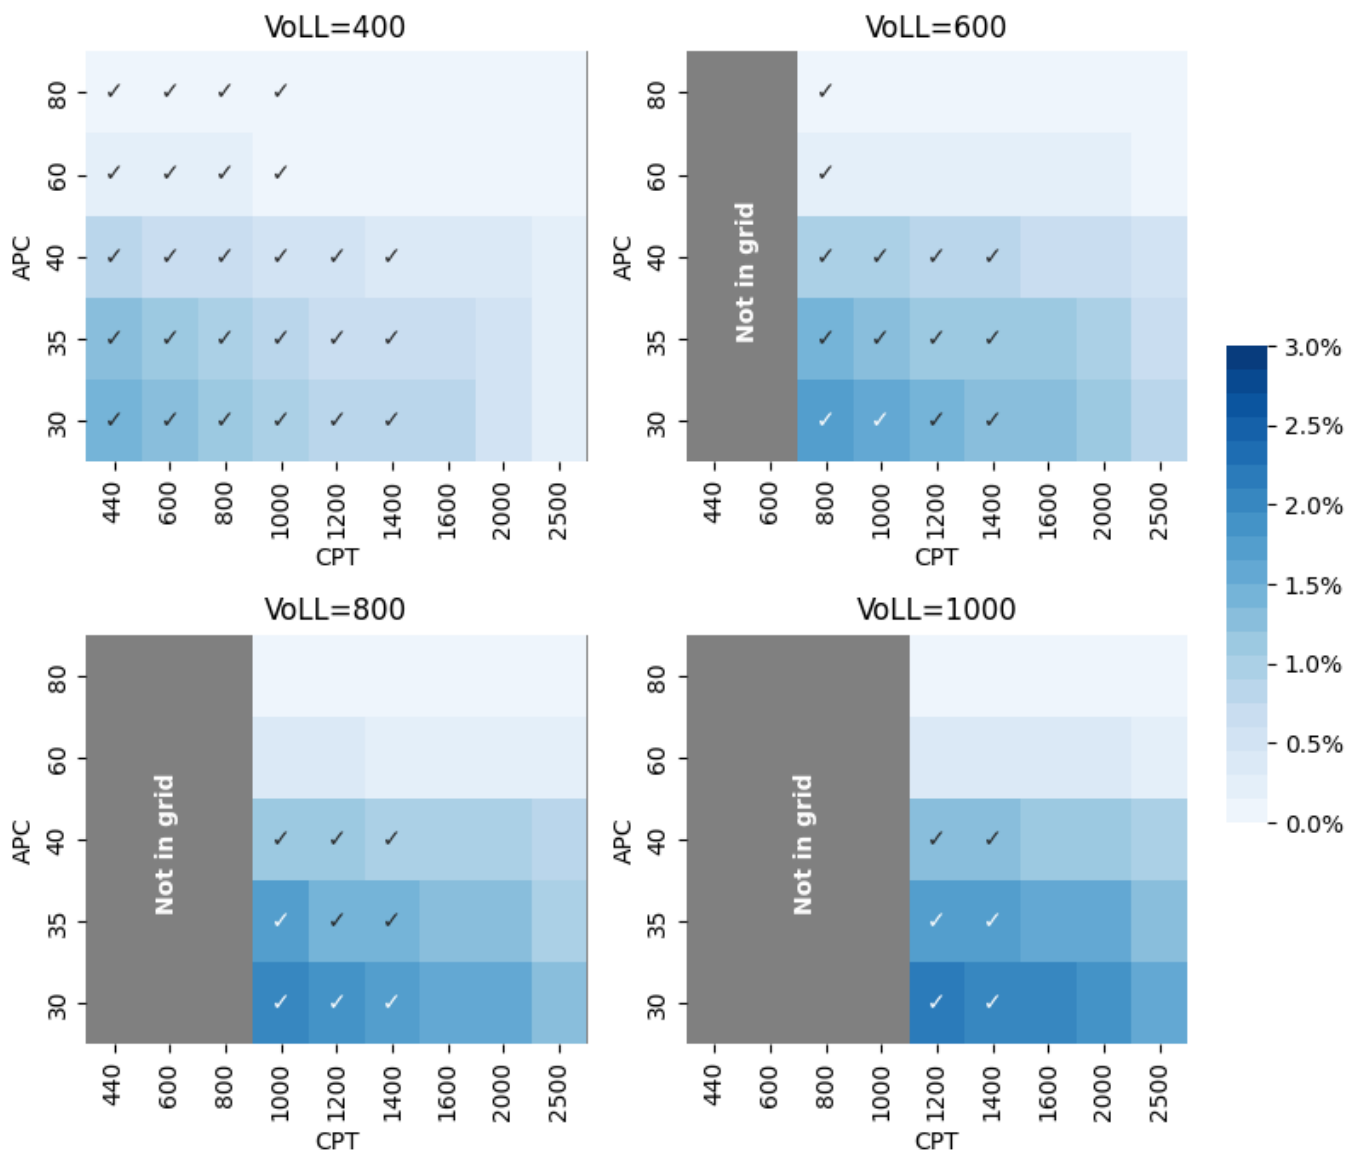 VoLL=400
APC
80 ✓ ✓ ✓ ✓
60 ✓ ✓ ✓ ✓
40 ✓ ✓ ✓ ✓ ✓ ✓
35 ✓ ✓ ✓ ✓ ✓ ✓
30 ✓ ✓ ✓ ✓ ✓ ✓
440 600 800 1000 1200 1400 1600 2000 2500
CPT
VoLL=600
APC
80 ✓
60 ✓
40 ✓ ✓ ✓ ✓
35 ✓ ✓ ✓ ✓
30 ✓ ✓ ✓ ✓
Not in grid
440 600 800 1000 1200 1400 1600 2000 2500
CPT
VoLL=800
APC
80
60
40 ✓ ✓ ✓
35 ✓ ✓ ✓
30 ✓ ✓ ✓
Not in grid
440 600 800 1000 1200 1400 1600 2000 2500
CPT
VoLL=1000
APC
80
60
40 ✓ ✓
35 ✓ ✓
30 ✓ ✓
Not in grid
440 600 800 1000 1200 1400 1600 2000 2500
CPT
3.0%
2.5%
2.0%
1.5%
1.0%
0.5%
0.0%